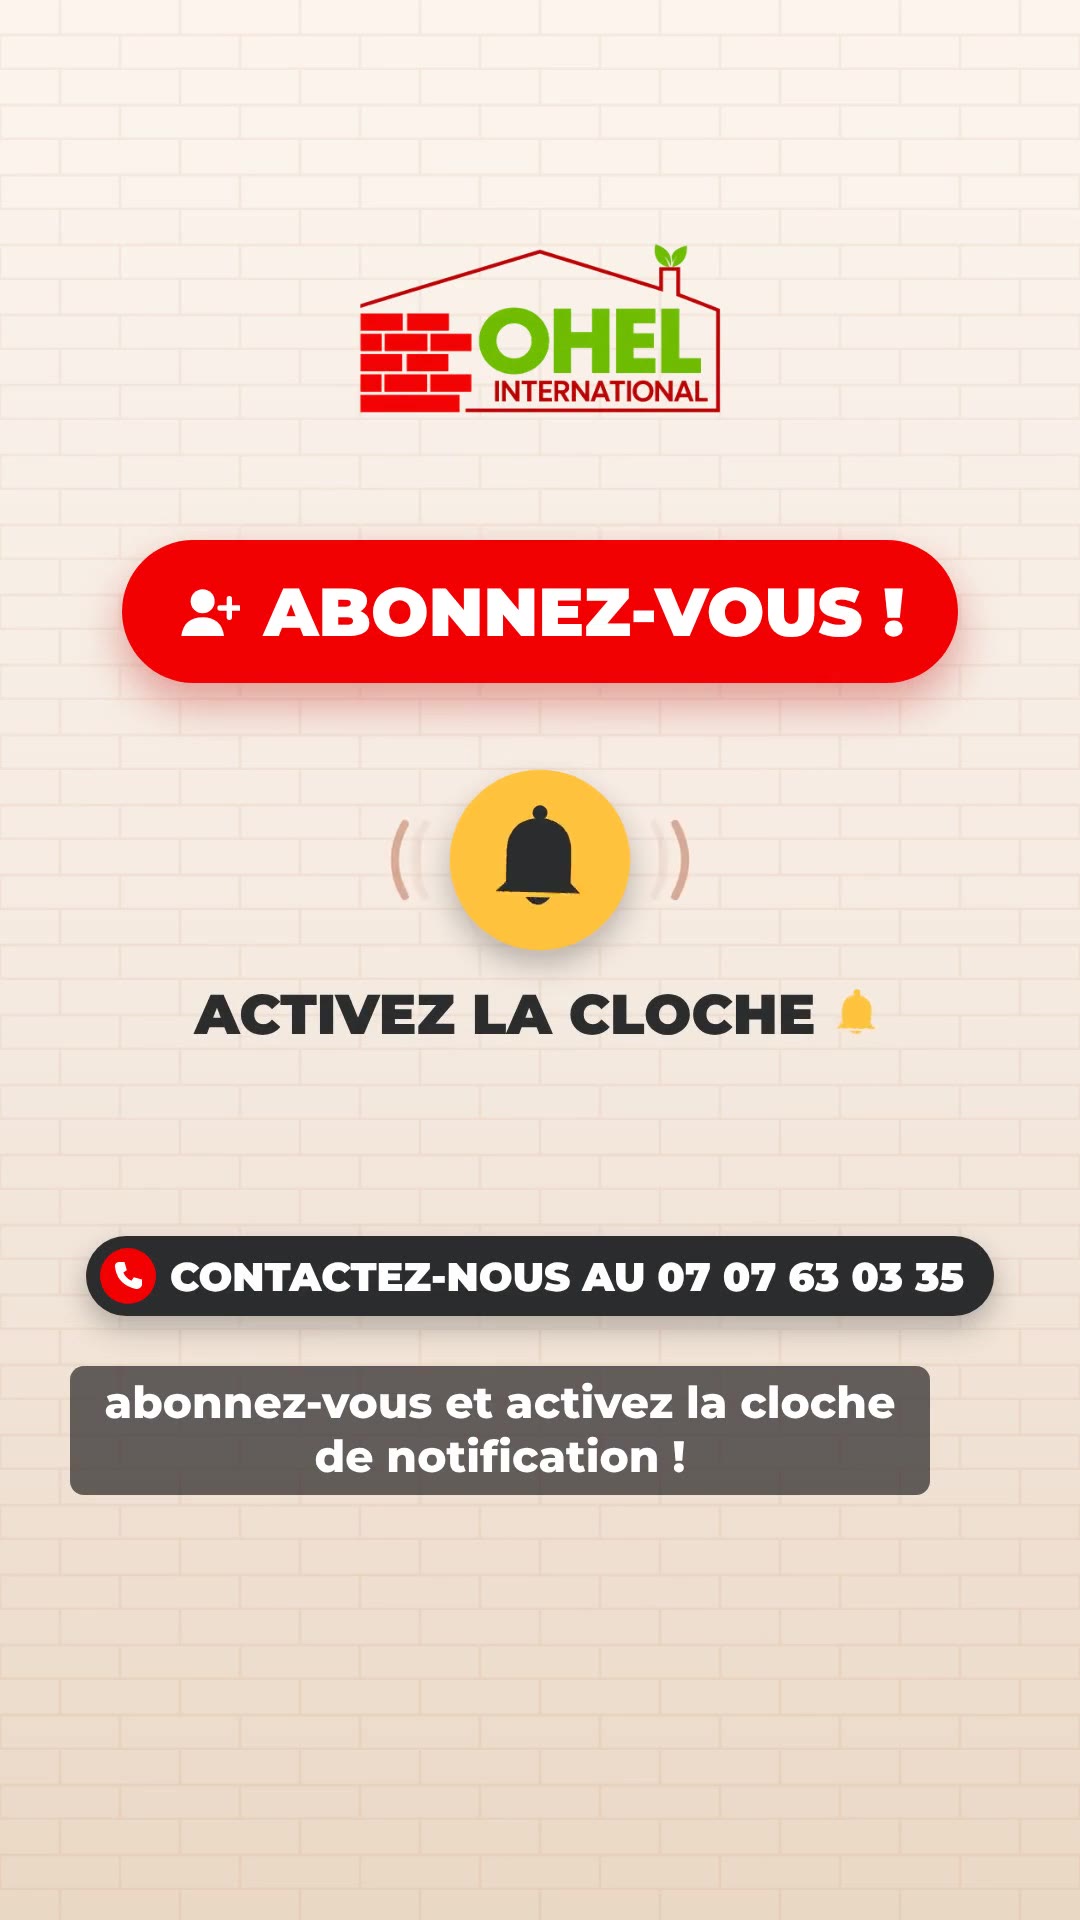 OHEL
INTERNATIONAL
ABONNEZ-VOUS !
ACTIVEZ LA CLOCHE
CONTACTEZ-NOUS AU 07 07 63 03 35
abonnez-vous et activez la cloche
de notification !